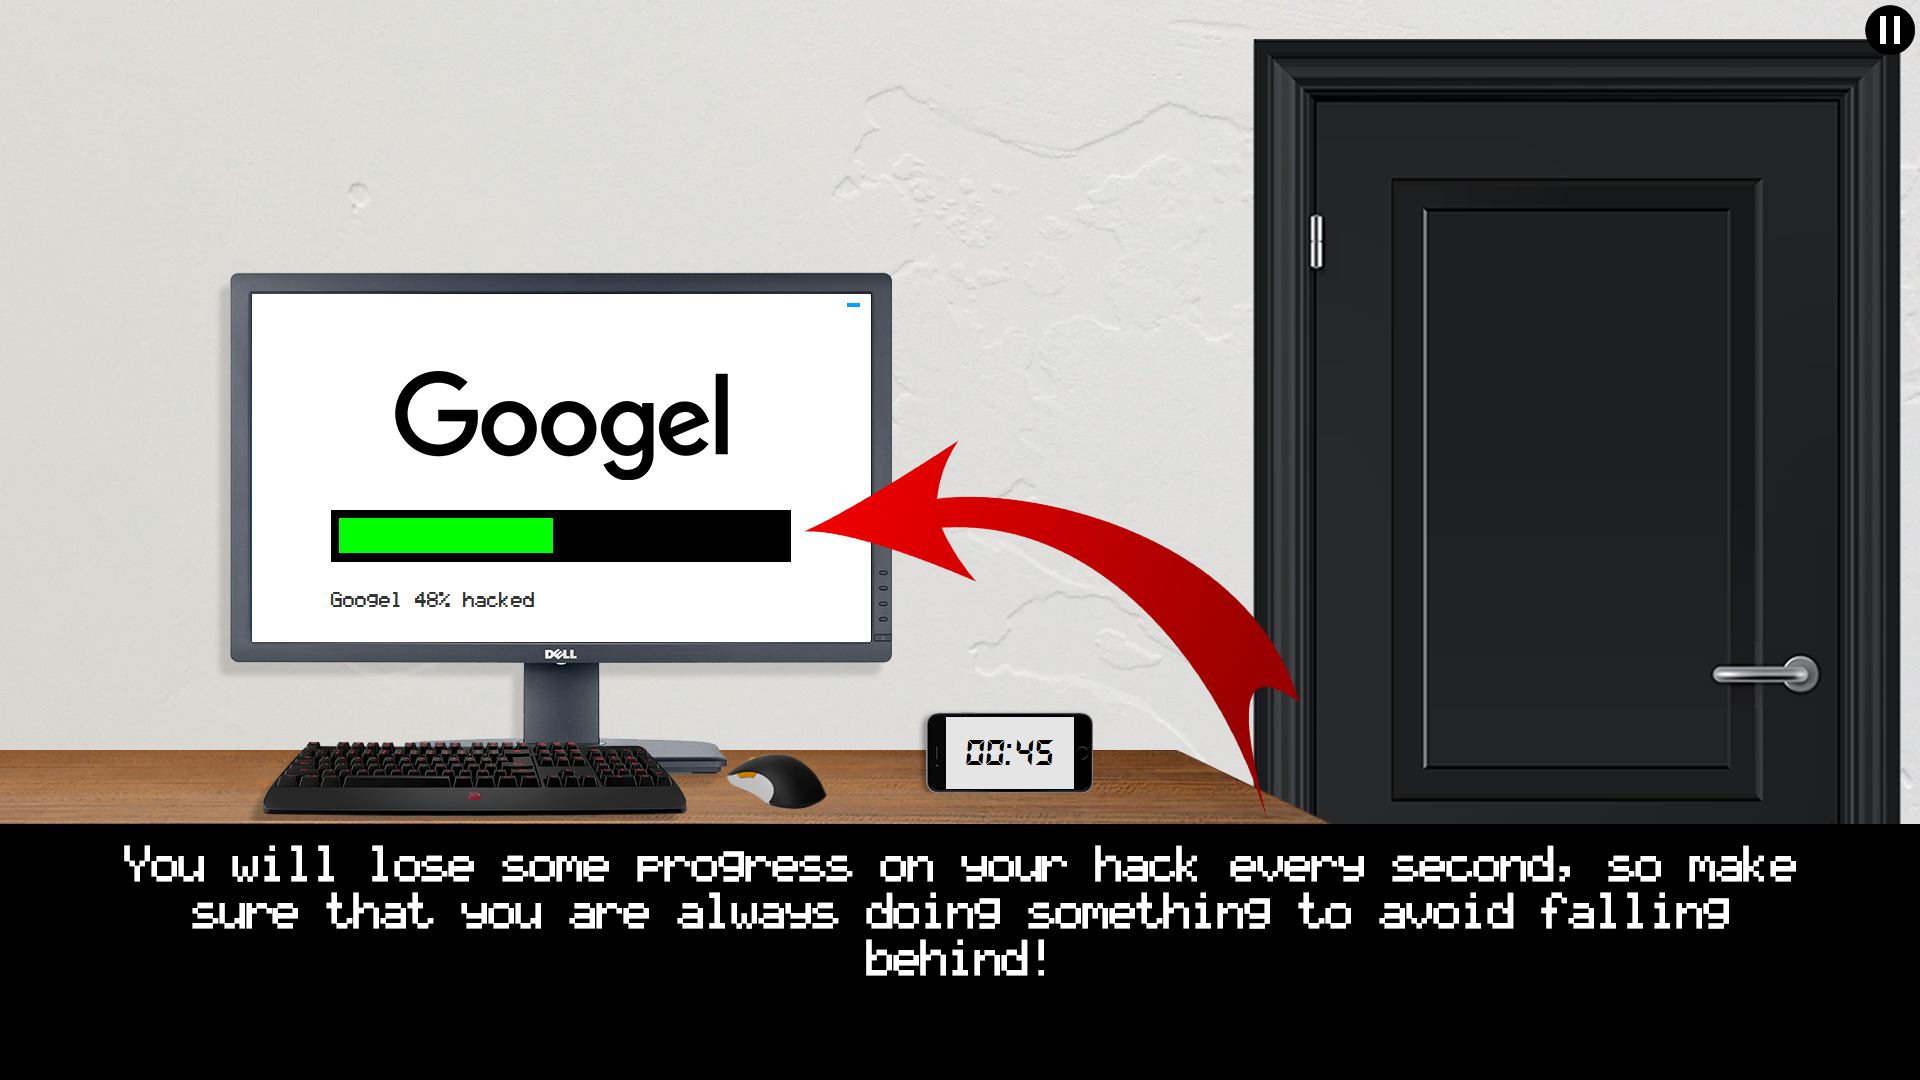 Googel
Googel 48% hacked
DELL
00:45
You will lose some progress on your hack every second, so make
sure that you are always doing something to avoid falling
behind!